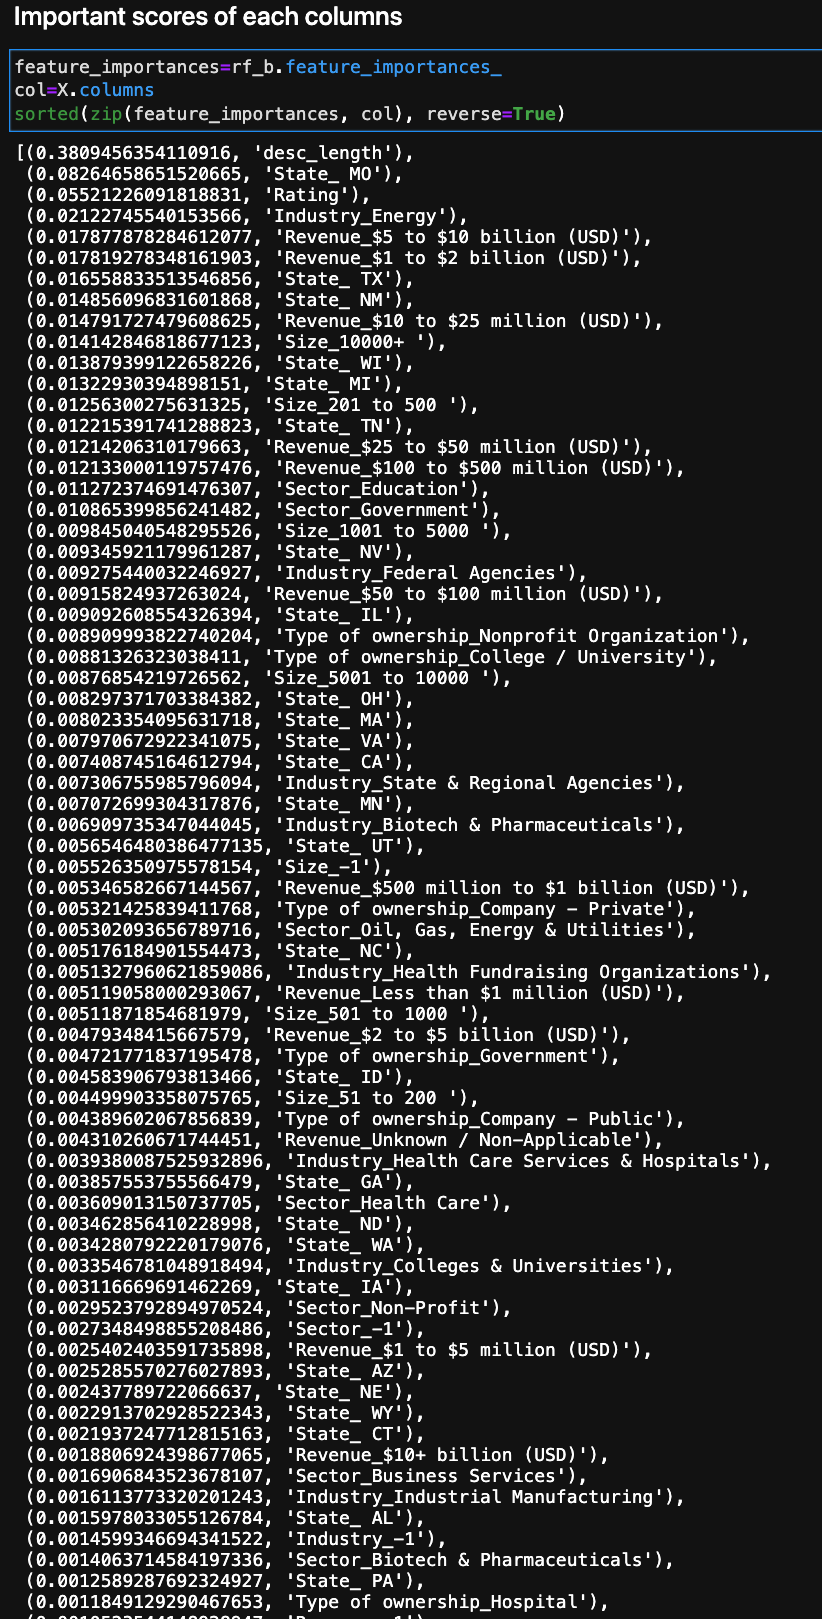 Important scores of each columns
feature_importances=rf_b.feature_importances_
col=X.columns
sorted(zip(feature_importances, col), reverse=True)
[(0.3809456354110916, 'desc_length'),
(0.08264658651520665, 'State_ MO'),
(0.05521226091818831, 'Rating'),
(0.02122745540153566, 'Industry_Energy'),
(0.017877878284612077, 'Revenue_$5 to $10 billion (USD)'),
(0.017819278348161903, 'Revenue_$1 to $2 billion (USD)'),
(0.016558833513546856, 'State_ TX'),
(0.014856096831601868, 'State_ NM'),
(0.014791727479608625, 'Revenue_$10 to $25 million (USD)'),
(0.014142846818677123, 'Size_10000+ '),
(0.013879399122658226, 'State_ WI'),
(0.01322930394898151, 'State_ MI'),
(0.01256300275631325, 'Size_201 to 500 '),
(0.012215391741288823, 'State_ TN'),
(0.01214206310179663, 'Revenue_$25 to $50 million (USD)'),
(0.012133000119757476, 'Revenue_$100 to $500 million (USD)'),
(0.011272374691476307, 'Sector_Education'),
(0.010865399856241482, 'Sector_Government'),
(0.009845040548295526, 'Size_1001 to 5000 '),
(0.009345921179961287, 'State_ NV'),
(0.009275440032246927, 'Industry_Federal Agencies'),
(0.00915824937263024, 'Revenue_$50 to $100 million (USD)'),
(0.009092608554326394, 'State_ IL'),
(0.008909993822740204, 'Type of ownership_Nonprofit Organization'),
(0.00881326323038411, 'Type of ownership_College / University'),
(0.00876854219726562, 'Size_5001 to 10000 '),
(0.008297371703384382, 'State_ OH'),
(0.008023354095631718, 'State_ MA'),
(0.007970672922341075, 'State_ VA'),
(0.007408745164612794, 'State_ CA'),
(0.007306755985796094, 'Industry_State & Regional Agencies'),
(0.007072699304317876, 'State_ MN'),
(0.006909735347044045, 'Industry_Biotech & Pharmaceuticals'),
(0.0056546480386477135, 'State_ UT'),
(0.005526350975578154, 'Size_-1'),
(0.005346582667144567, 'Revenue_$500 million to $1 billion (USD)'),
(0.005321425839411768, 'Type of ownership_Company - Private'),
(0.005302093656789716, 'Sector_Oil, Gas, Energy & Utilities'),
(0.005176184901554473, 'State_ NC'),
(0.0051327960621859086, 'Industry_Health Fundraising Organizations'),
(0.005119058000293067, 'Revenue_Less than $1 million (USD)'),
(0.00511871854681979, 'Size_501 to 1000 '),
(0.00479348415667579, 'Revenue_$2 to $5 billion (USD)'),
(0.004721771837195478, 'Type of ownership_Government'),
(0.004583906793813466, 'State_ ID'),
(0.004499903358075765, 'Size_51 to 200 '),
(0.004389602067856839, 'Type of ownership_Company - Public'),
(0.004310260671744451, 'Revenue_Unknown / Non-Applicable'),
(0.0039380087525932896, 'Industry_Health Care Services & Hospitals'),
(0.003857553755566479, 'State_ GA'),
(0.003609013150737705, 'Sector_Health Care'),
(0.003462856410228998, 'State_ ND'),
(0.0034280792220179076, 'State_ WA'),
(0.0033546781048918494, 'Industry_Colleges & Universities'),
(0.003116669691462269, 'State_ IA'),
(0.0029523792894970524, 'Sector_Non-Profit'),
(0.0027348498855208486, 'Sector_-1'),
(0.0025402403591735898, 'Revenue_$1 to $5 million (USD)'),
(0.0025285570276027893, 'State_ AZ'),
(0.002437789722066637, 'State_ NE'),
(0.0022913702928522343, 'State_ WY'),
(0.0021937247712815163, 'State_ CT'),
(0.0018806924398677065, 'Revenue_$10+ billion (USD)'),
(0.0016906843523678107, 'Sector_Business Services'),
(0.0016113773320201243, 'Industry_Industrial Manufacturing'),
(0.0015978033055126784, 'State_ AL'),
(0.0014599346694341522, 'Industry_-1'),
(0.0014063714584197336, 'Sector_Biotech & Pharmaceuticals'),
(0.0012589287692324927, 'State_ PA'),
(0.0011849129290467653, 'Type of ownership_Hospital'),